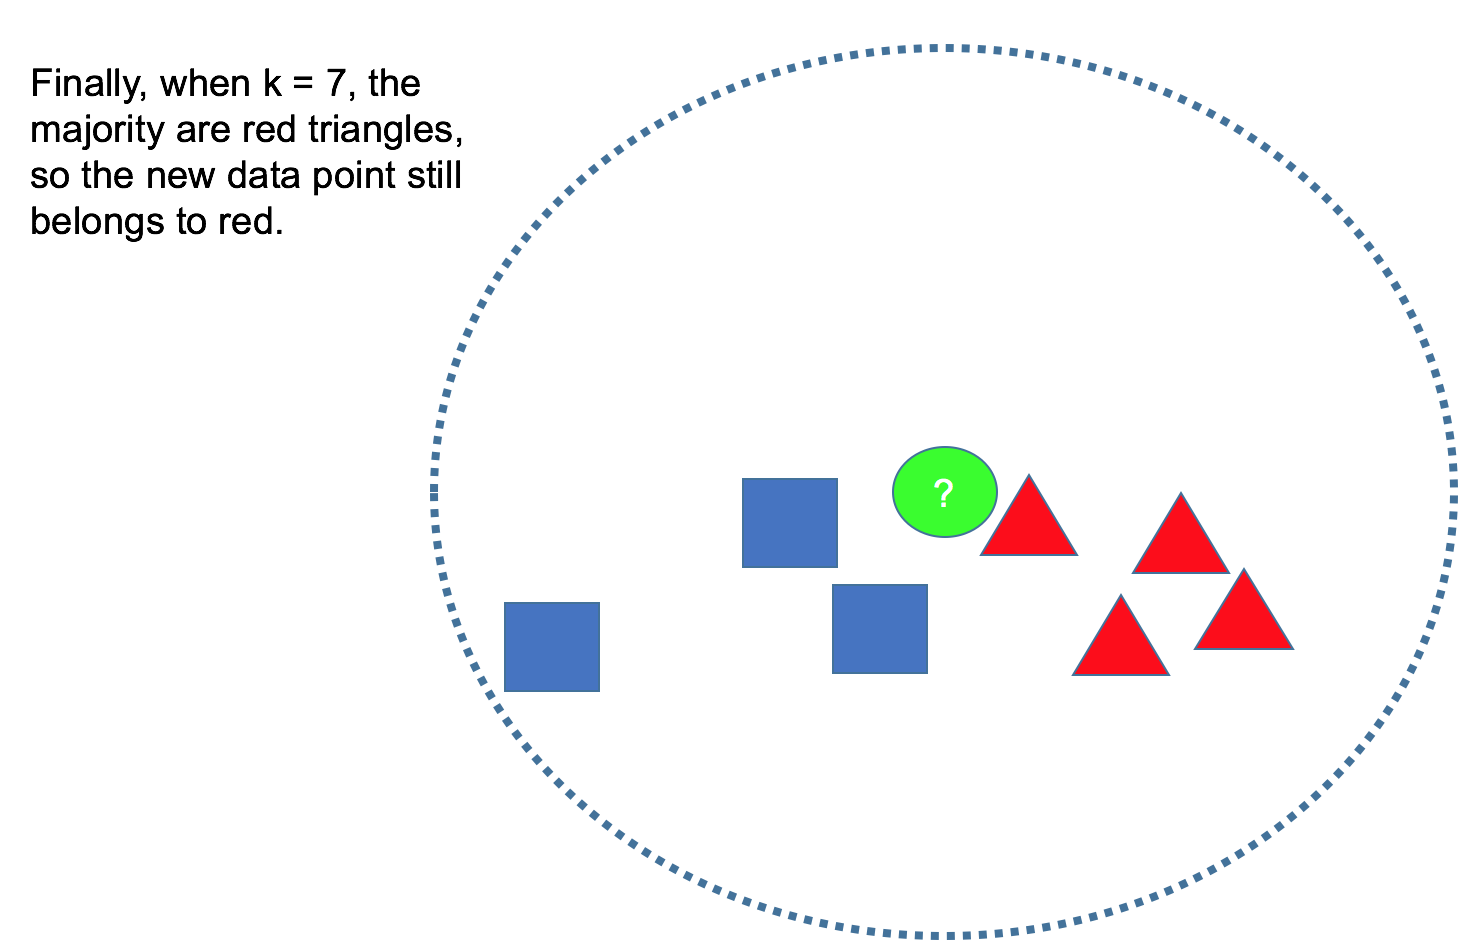 Finally, when k = 7, the
majority are red triangles,
so the new data point still
belongs to red.
?